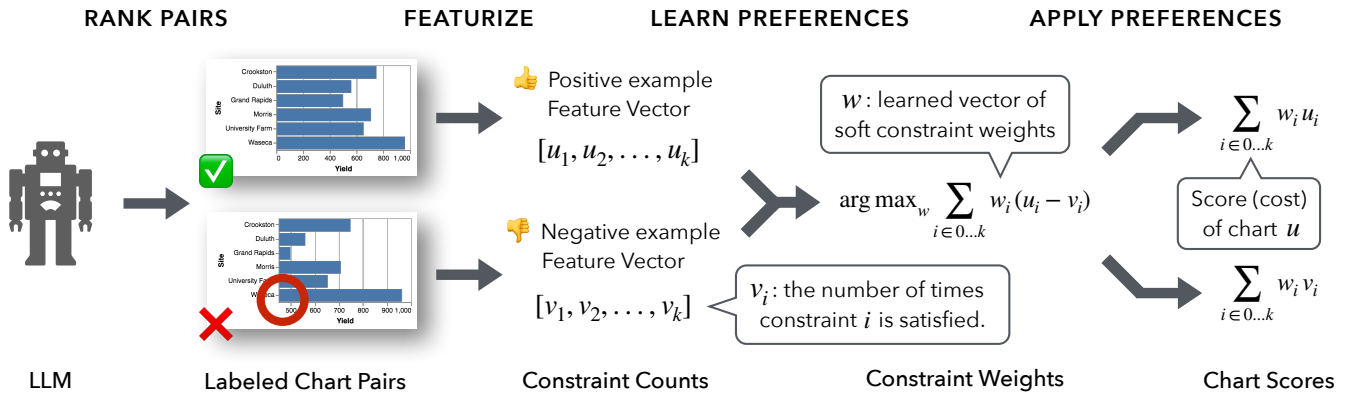 RANK PAIRS
FEATURIZE
LEARN PREFERENCES
APPLY PREFERENCES
Site
Crookston
Duluth
Grand Rapids
Morris
University Farm
Waseca
0 200 400 600 800 1,000
Yield
👍 Positive example
Feature Vector
[u₁, u₂, . . . , uₖ]
w : learned vector of
soft constraint weights
∑ wᵢ uᵢ
i ∈ 0...k
arg max_w ∑ wᵢ (uᵢ − vᵢ)
i ∈ 0...k
Score (cost)
of chart u
Site
Crookston
Duluth
Grand Rapids
Morris
University
500 600 700 800 900 1,000
Yield
👎 Negative example
Feature Vector
[v₁, v₂, . . . , vₖ]
vᵢ : the number of times
constraint i is satisfied.
∑ wᵢ vᵢ
i ∈ 0...k
LLM
Labeled Chart Pairs
Constraint Counts
Constraint Weights
Chart Scores